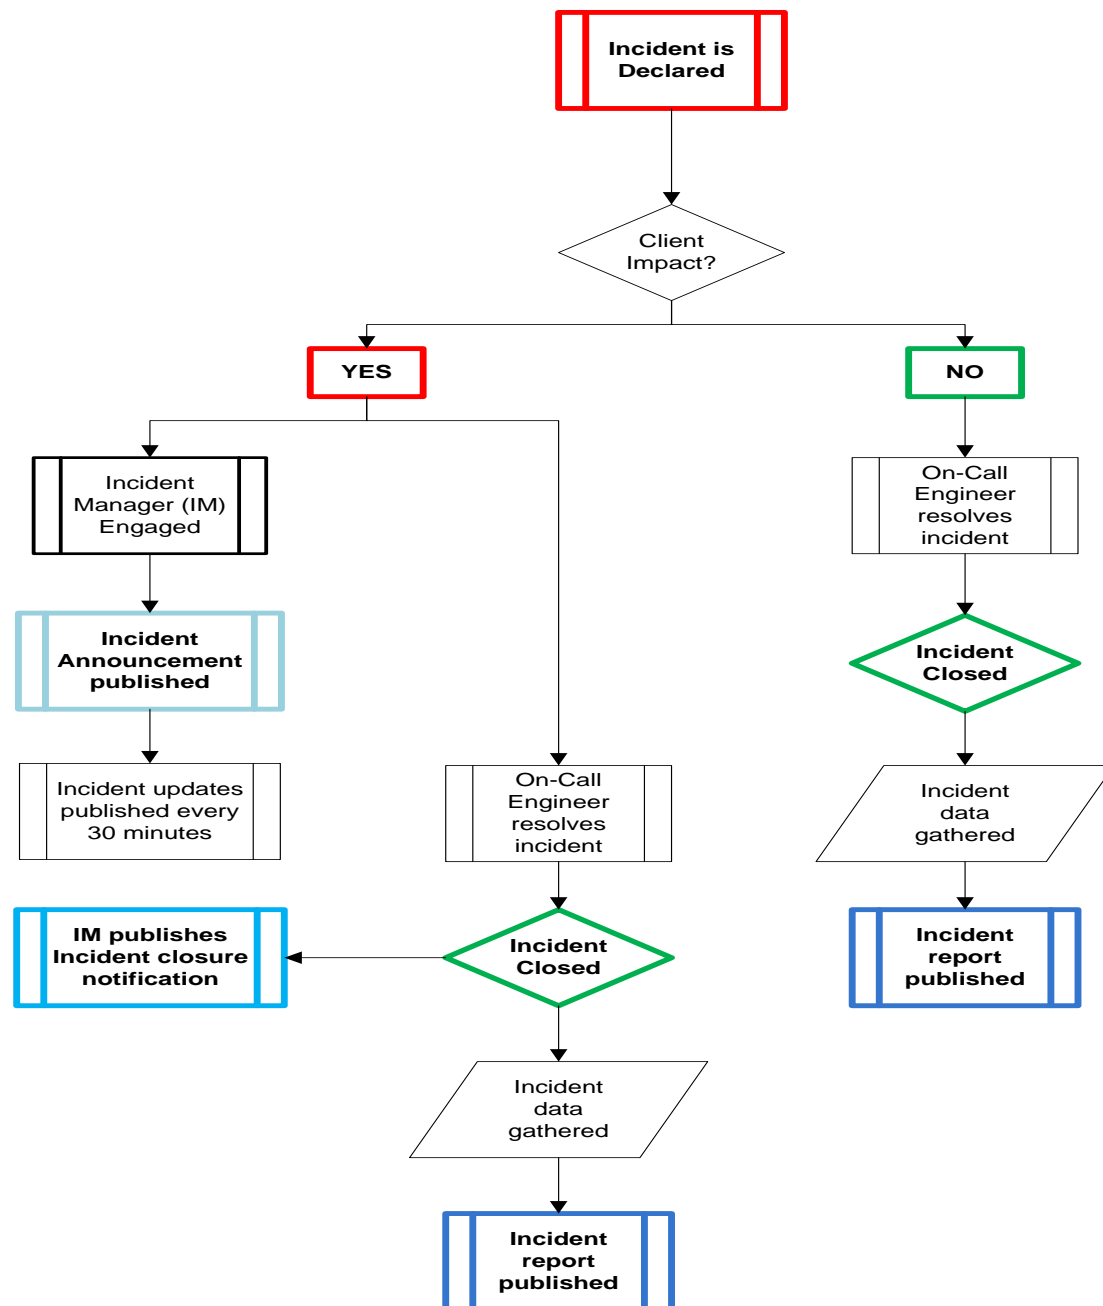 Incident is
Declared
Client
Impact?
YES
NO
Incident
Manager (IM)
Engaged
On-Call
Engineer
resolves
incident
Incident
Announcement
published
Incident
Closed
Incident updates
published every
30 minutes
On-Call
Engineer
resolves
incident
Incident
data
gathered
IM publishes
Incident closure
notification
Incident
Closed
Incident
report
published
Incident
data
gathered
Incident
report
published